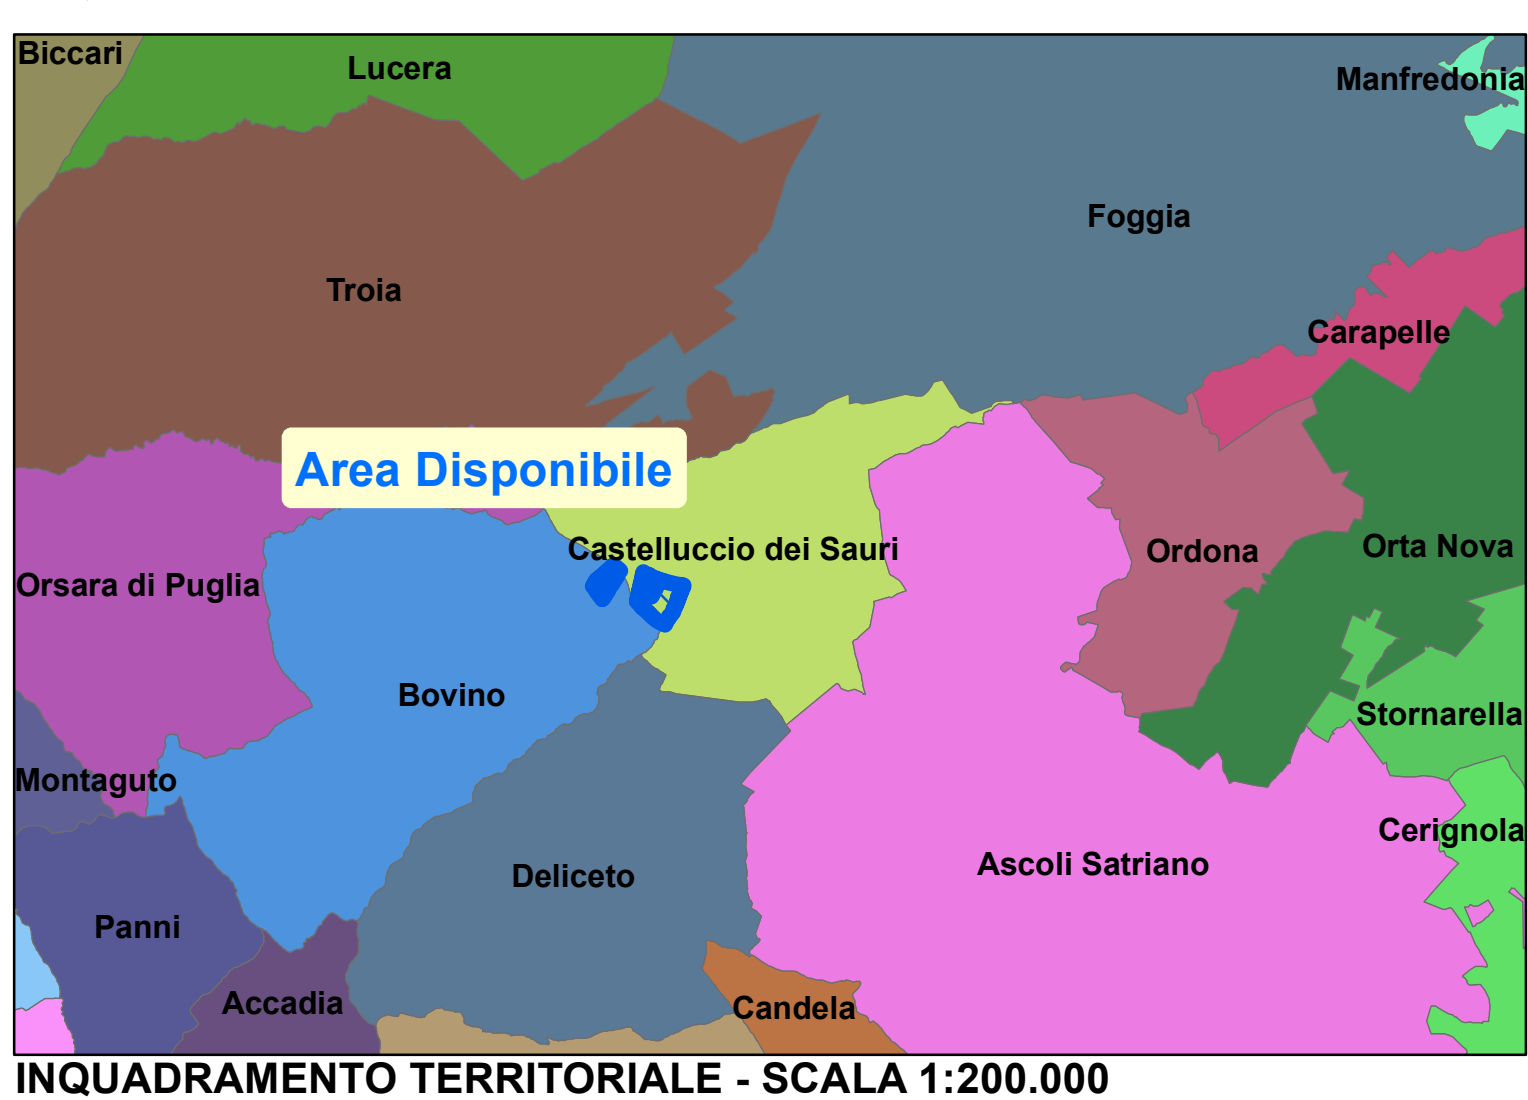 Biccari
Lucera
Manfredonia
Foggia
Troia
Carapelle
Area Disponibile
Castelluccio dei Sauri
Ordona
Orta Nova
Orsara di Puglia
Bovino
Stornarella
Montaguto
Cerignola
Ascoli Satriano
Deliceto
Panni
Accadia
Candela
INQUADRAMENTO TERRITORIALE - SCALA 1:200.000